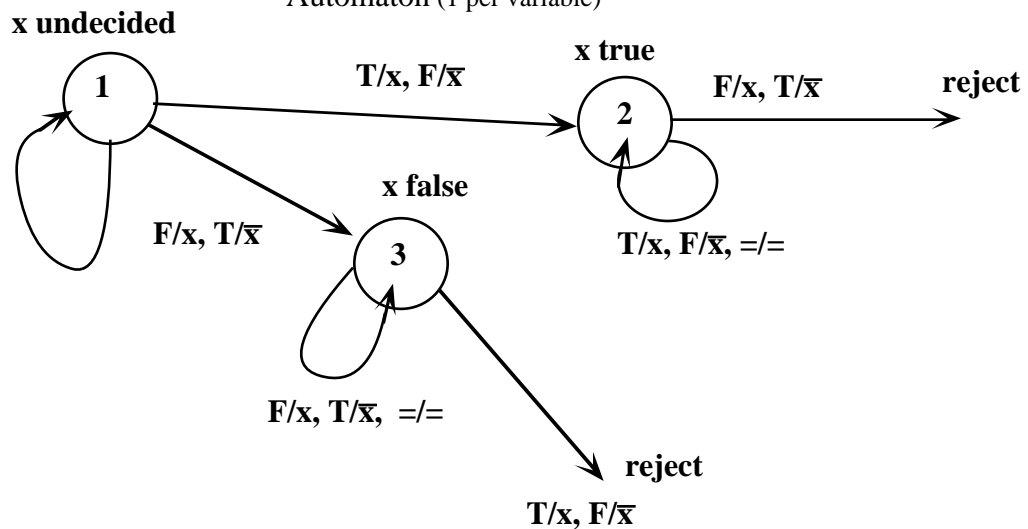 Automaton (1 per variable)
x undecided
1
T/x, F/x̅
x true
2
F/x, T/x̅
reject
T/x, F/x̅, =/=
F/x, T/x̅
x false
3
F/x, T/x̅, =/=
reject
T/x, F/x̅